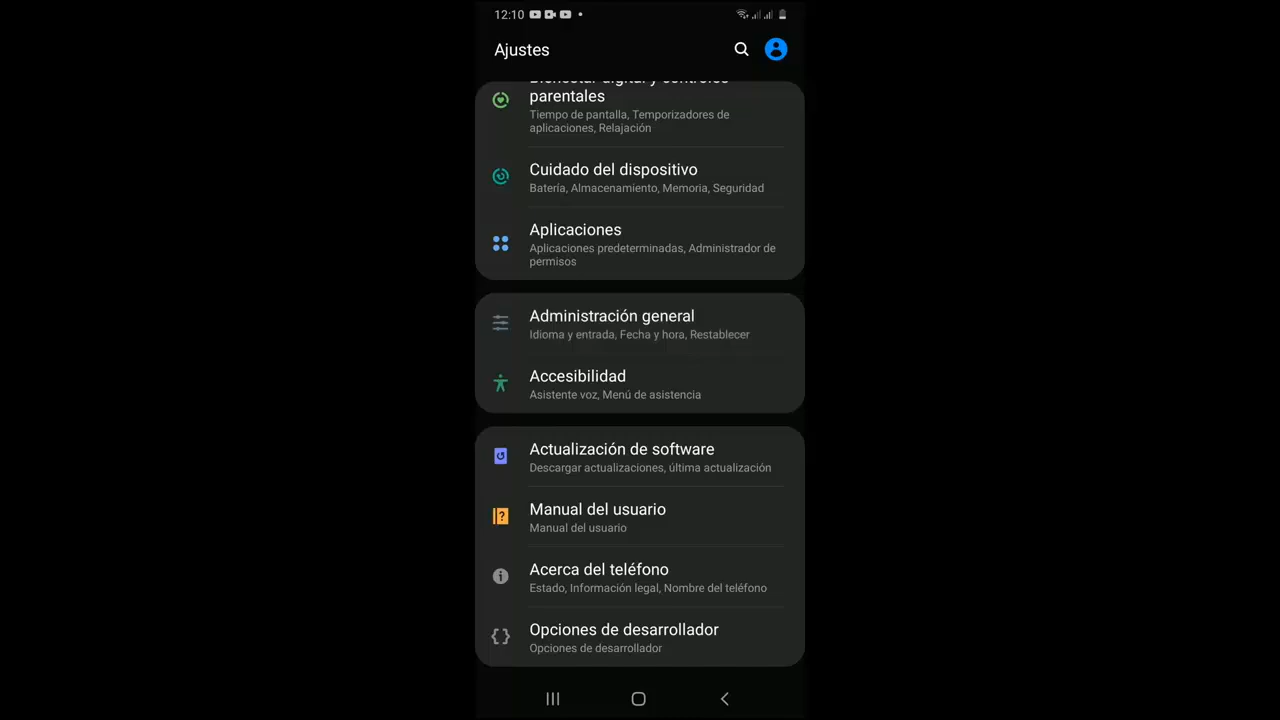 12:10
Ajustes
Bienestar digital y controles
parentales
Tiempo de pantalla, Temporizadores de
aplicaciones, Relajación
Cuidado del dispositivo
Batería, Almacenamiento, Memoria, Seguridad
Aplicaciones
Aplicaciones predeterminadas, Administrador de
permisos
Administración general
Idioma y entrada, Fecha y hora, Restablecer
Accesibilidad
Asistente voz, Menú de asistencia
Actualización de software
Descargar actualizaciones, última actualización
Manual del usuario
Manual del usuario
Acerca del teléfono
Estado, Información legal, Nombre del teléfono
Opciones de desarrollador
Opciones de desarrollador